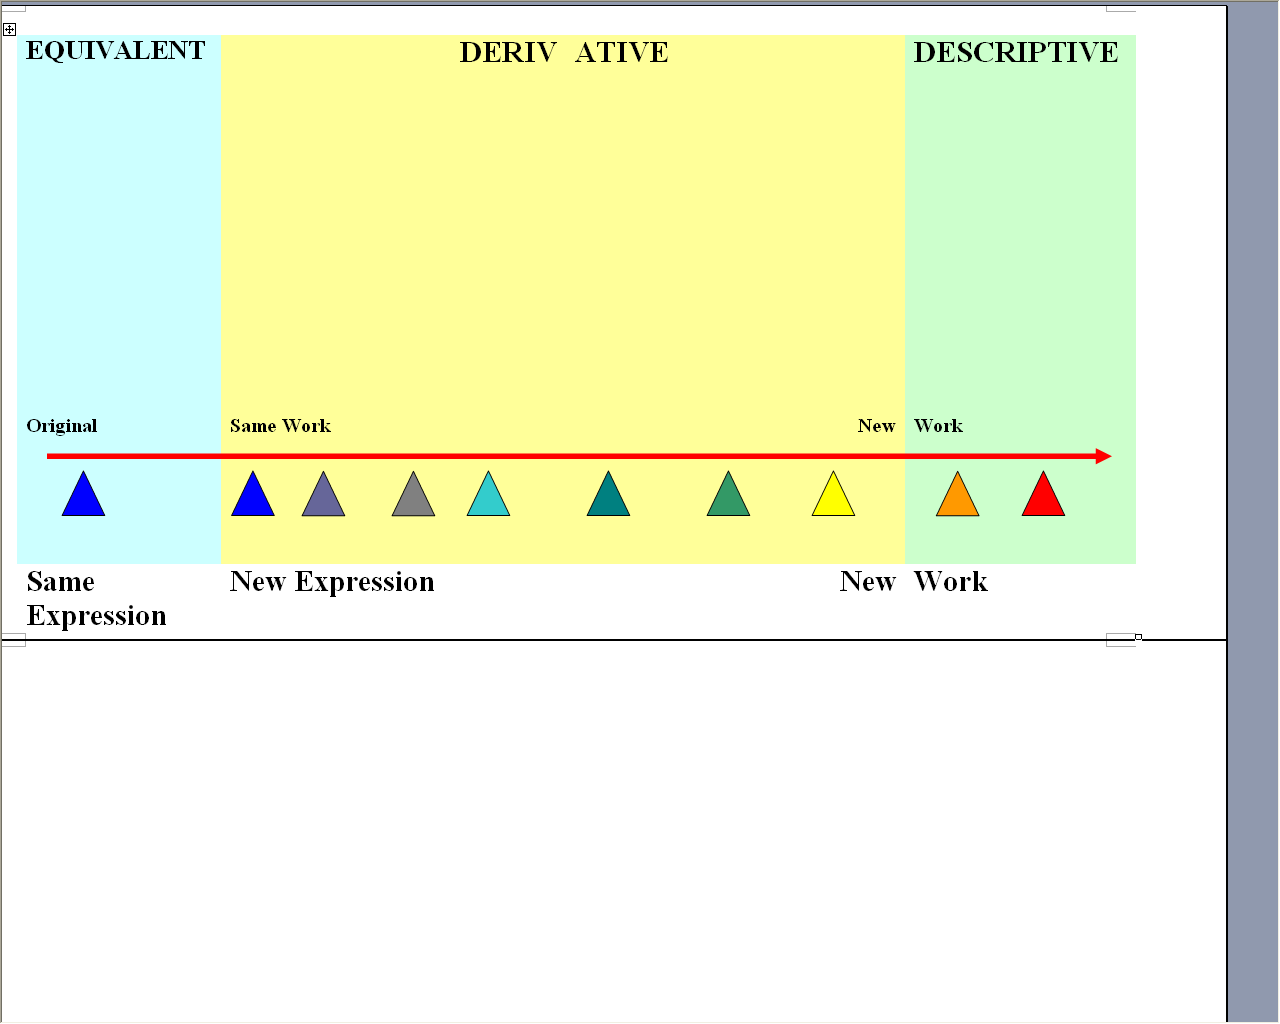 EQUIVALENT DERIV ATIVE DESCRIPTIVE
Original Same Work New Work
Same New Expression New Work
Expression